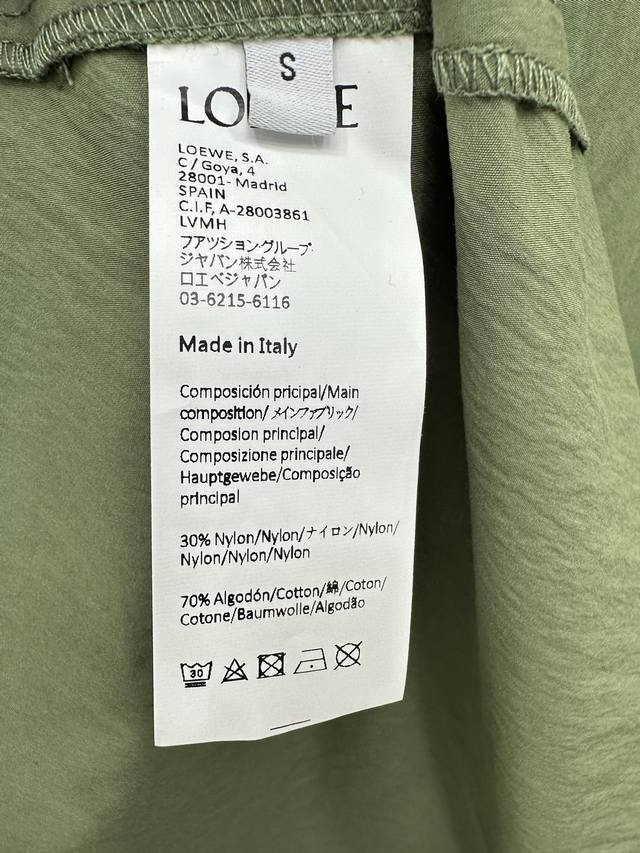 S
LO E
LOEWE, S.A.
C / Goya, 4
28001- Madrid
SPAIN
C.I.F, A-28003861
LVMH
フアツション·グループ·
ジャパン株式会社
ロエベジャパン
03-6215-6116
Made in Italy
Composición pricipal/Main
composition/メインファブリック/
Composion principal/
Composizione principale/
Hauptgewebe/Composição
principal
30% Nylon/Nylon/ナイロン/Nylon/
Nylon/Nylon/Nylon
70% Algodón/Cotton/綿/Coton/
Cotone/Baumwolle/Algodão
30